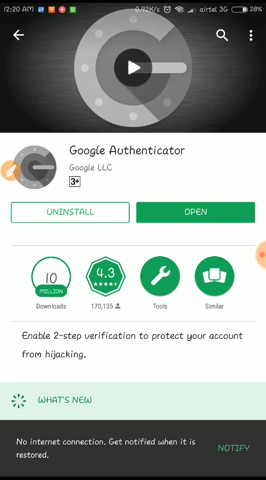 12:20 AM 0.92K/s airtel 3G 28%
Google Authenticator
Google LLC
3+
UNINSTALL OPEN
10
MILLION
4.3
Downloads 170,135 Tools Similar
Enable 2-step verification to protect your account
from hijacking.
WHAT'S NEW
No internet connection. Get notified when it is
restored.
NOTIFY